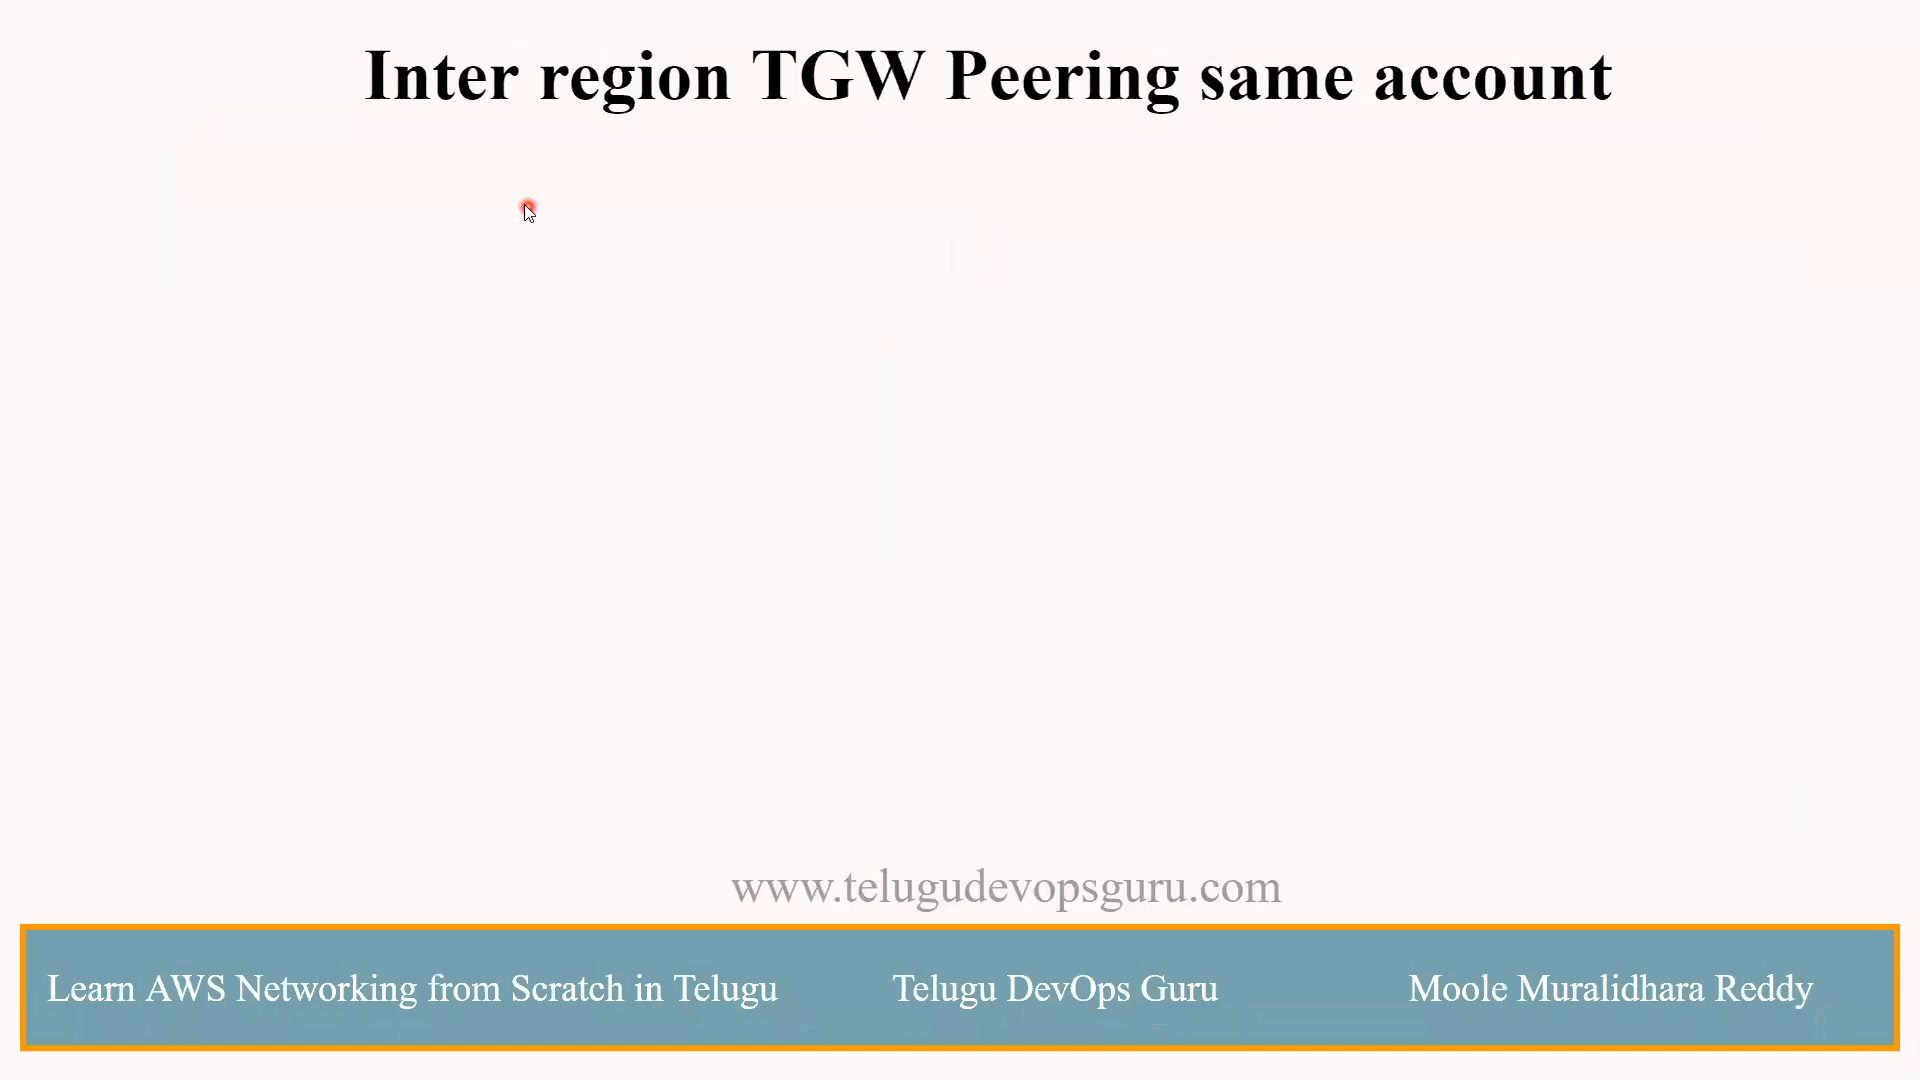 Inter region TGW Peering same account
www.telugudevopsguru.com
Learn AWS Networking from Scratch in Telugu Telugu DevOps Guru Moole Muralidhara Reddy